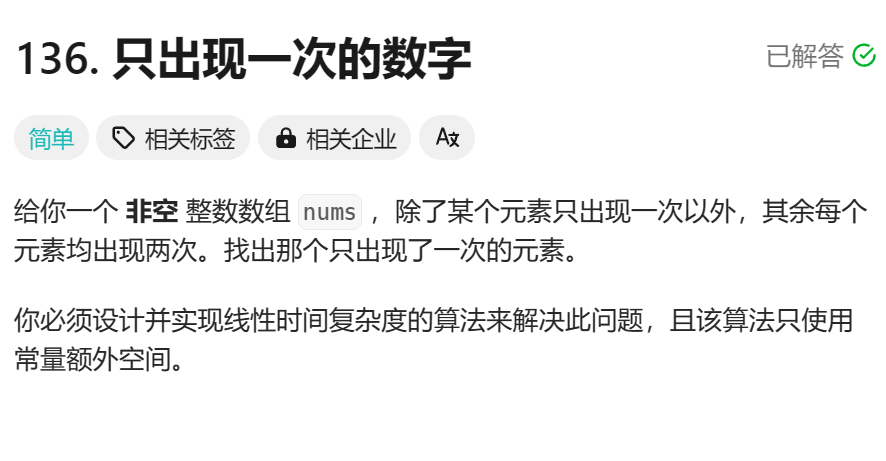 136. 只出现一次的数字
已解答
简单 相关标签 相关企业 A文
给你一个 非空 整数数组 nums ，除了某个元素只出现一次以外，其余每个
元素均出现两次。找出那个只出现了一次的元素。
你必须设计并实现线性时间复杂度的算法来解决此问题，且该算法只使用
常量额外空间。